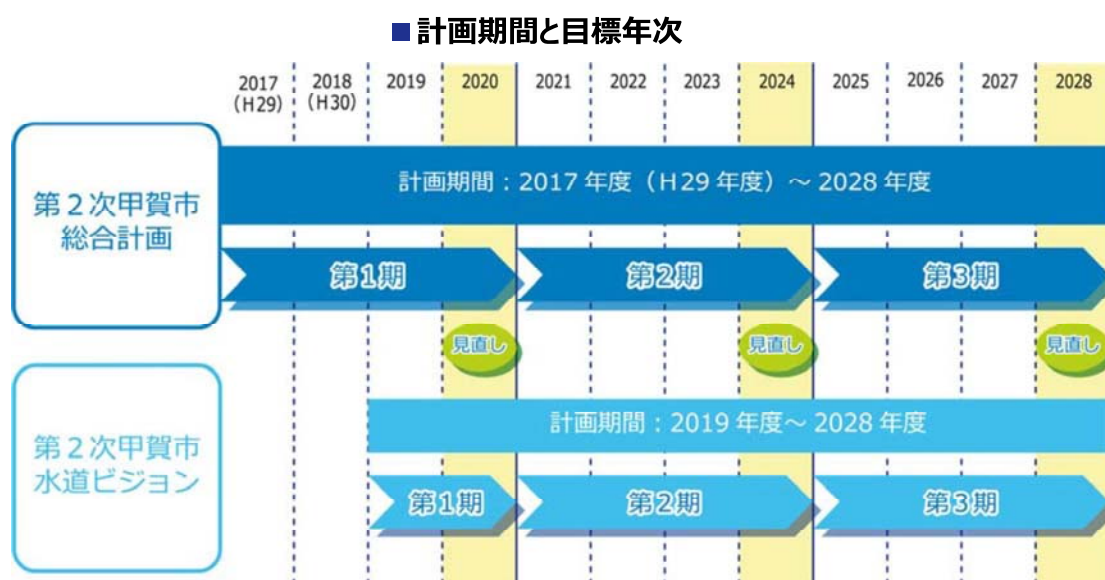 ■計画期間と目標年次
2017 2018 2019 2020 2021 2022 2023 2024 2025 2026 2027 2028
(H29) (H30)
第２次甲賀市
総合計画
計画期間：2017 年度（H29 年度）～ 2028 年度
第1期 第2期 第3期
見直し 見直し 見直し
第２次甲賀市
水道ビジョン
計画期間：2019 年度～ 2028 年度
第1期 第2期 第3期